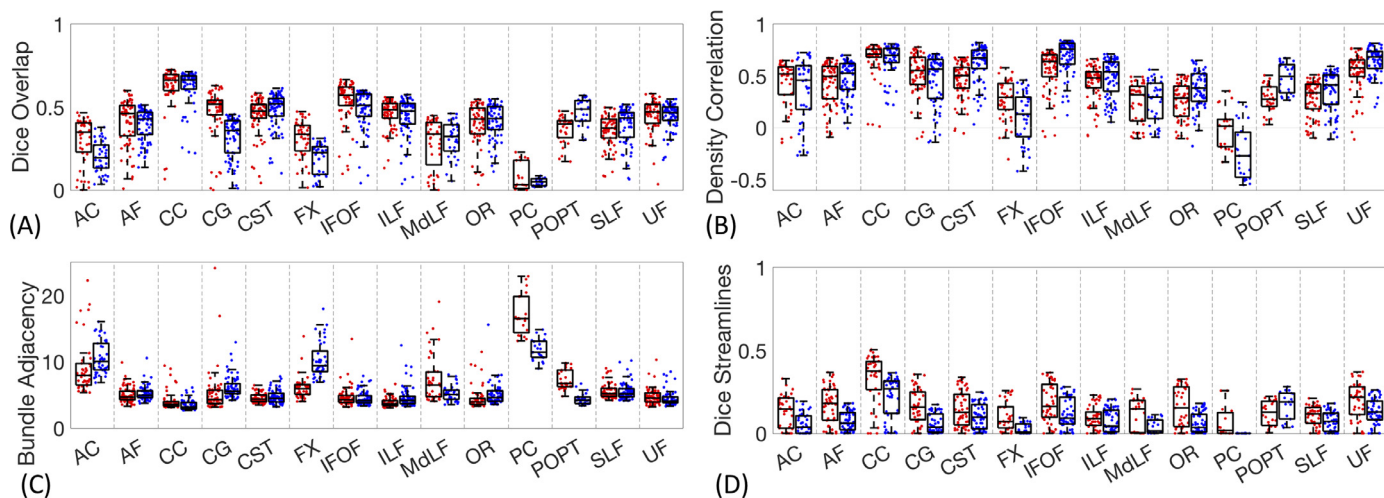 Dice Overlap
1
0.5
0
AC AF CC CG CST FX IFOF ILF MdLF OR PC POPT SLF UF
(A)
Density Correlation
1
0.5
0
-0.5
AC AF CC CG CST FX IFOF ILF MdLF OR PC POPT SLF UF
(B)
Bundle Adjacency
20
10
0
AC AF CC CG CST FX IFOF ILF MdLF OR PC POPT SLF UF
(C)
Dice Streamlines
1
0.5
0
AC AF CC CG CST FX IFOF ILF MdLF OR PC POPT SLF UF
(D)